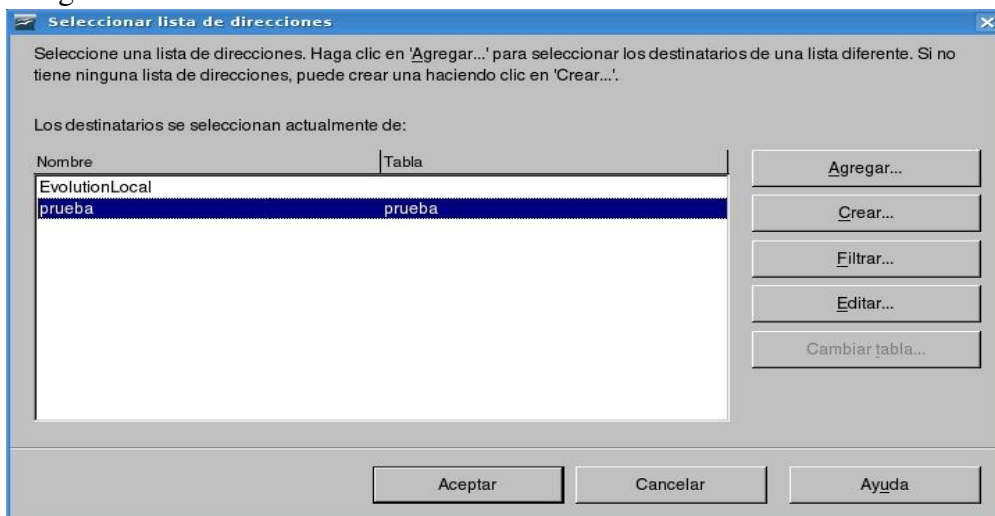 Seleccionar lista de direcciones
Seleccione una lista de direcciones. Haga clic en 'Agregar...' para seleccionar los destinatarios de una lista diferente. Si no
tiene ninguna lista de direcciones, puede crear una haciendo clic en 'Crear...'.
Los destinatarios se seleccionan actualmente de:
Nombre Tabla
EvolutionLocal
prueba prueba
Agregar...
Crear...
Filtrar...
Editar...
Cambiar tabla...
Aceptar Cancelar Ayuda